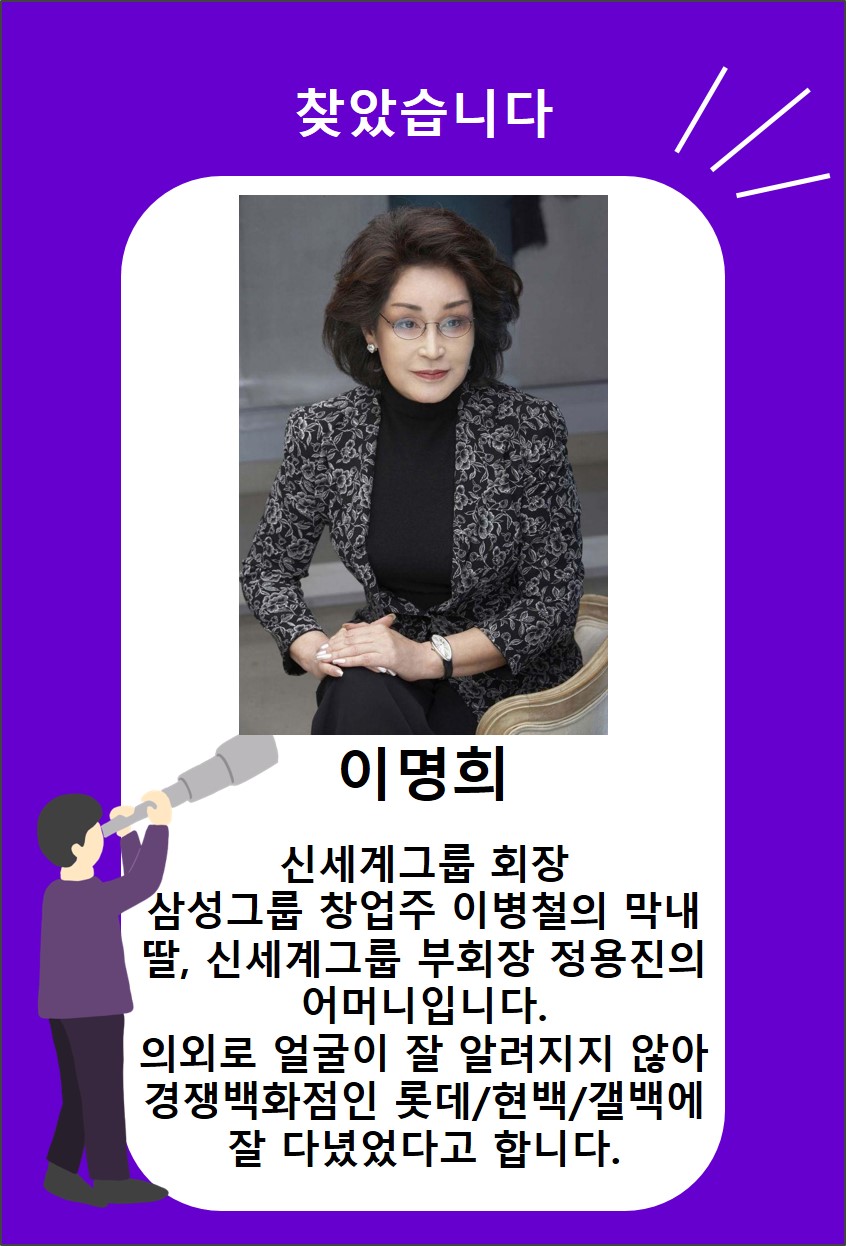 찾았습니다
이명희
신세계그룹 회장
삼성그룹 창업주 이병철의 막내
딸, 신세계그룹 부회장 정용진의
어머니입니다.
의외로 얼굴이 잘 알려지지 않아
경쟁백화점인 롯데/현백/갤백에
잘 다녔었다고 합니다.